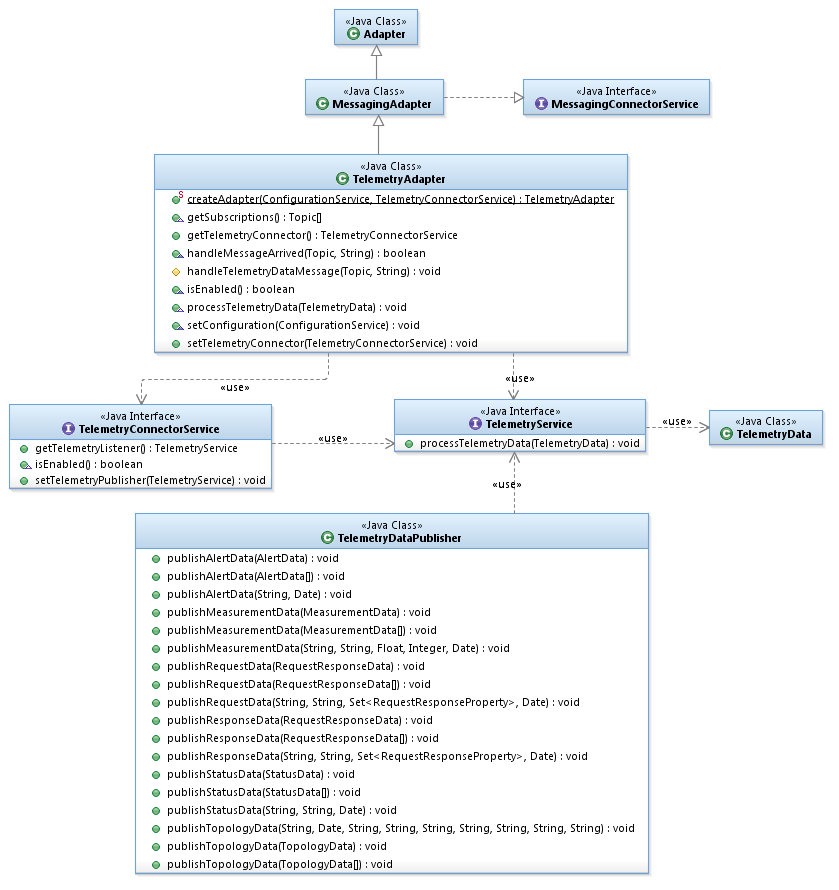 «Java Class»
Adapter
«Java Class»
MessagingAdapter
«Java Interface»
MessagingConnectorService
«Java Class»
TelemetryAdapter
createAdapter(ConfigurationService, TelemetryConnectorService) : TelemetryAdapter
getSubscriptions() : Topic[]
getTelemetryConnector() : TelemetryConnectorService
handleMessageArrived(Topic, String) : boolean
handleTelemetryDataMessage(Topic, String) : void
isEnabled() : boolean
processTelemetryData(TelemetryData) : void
setConfiguration(ConfigurationService) : void
setTelemetryConnector(TelemetryConnectorService) : void
«use»
«use»
«Java Interface»
TelemetryConnectorService
getTelemetryListener() : TelemetryService
isEnabled() : boolean
setTelemetryPublisher(TelemetryService) : void
«use»
«Java Interface»
TelemetryService
processTelemetryData(TelemetryData) : void
«use»
«Java Class»
TelemetryData
«use»
«Java Class»
TelemetryDataPublisher
publishAlertData(AlertData) : void
publishAlertData(AlertData[]) : void
publishAlertData(String, Date) : void
publishMeasurementData(MeasurementData) : void
publishMeasurementData(MeasurementData[]) : void
publishMeasurementData(String, String, Float, Integer, Date) : void
publishRequestData(RequestResponseData) : void
publishRequestData(RequestResponseData[]) : void
publishRequestData(String, String, Set<RequestResponseProperty>, Date) : void
publishResponseData(RequestResponseData) : void
publishResponseData(RequestResponseData[]) : void
publishResponseData(String, String, Set<RequestResponseProperty>, Date) : void
publishStatusData(StatusData) : void
publishStatusData(StatusData[]) : void
publishStatusData(String, String, Date) : void
publishTopologyData(String, Date, String, String, String, String, String, String, String) : void
publishTopologyData(TopologyData) : void
publishTopologyData(TopologyData[]) : void